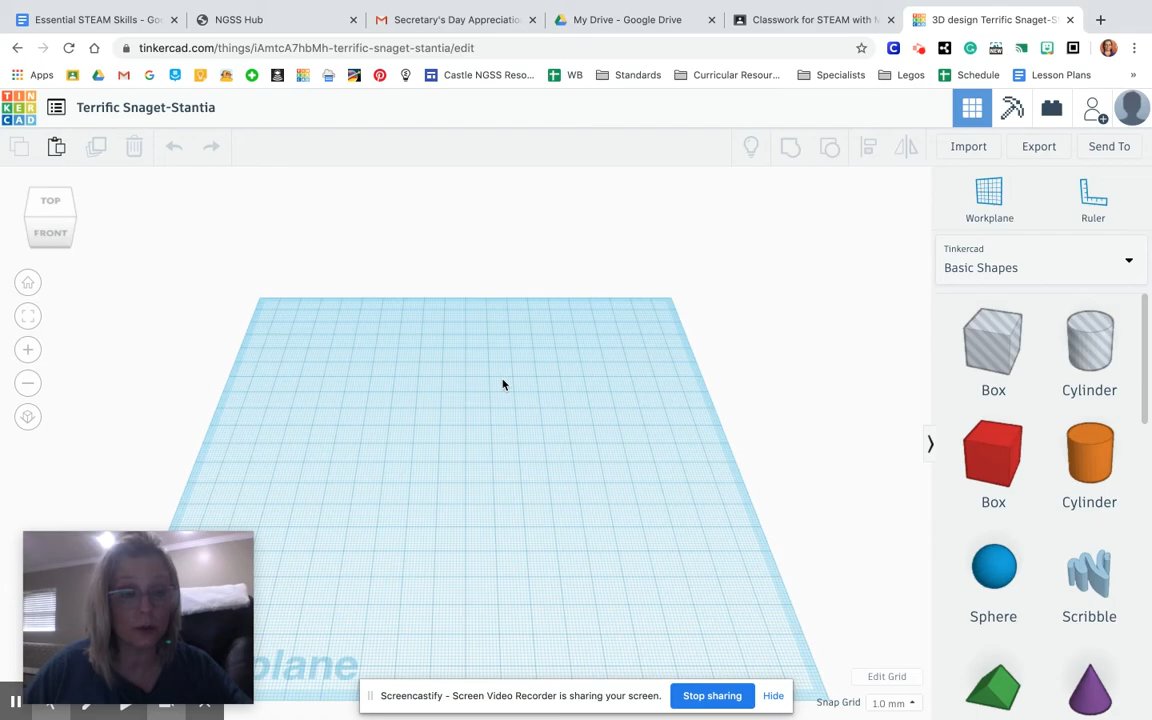 Essential STEAM Skills - Goo
NGSS Hub
Secretary's Day Appreciatio
My Drive - Google Drive
Classwork for STEAM with M
3D design Terrific Snaget-S
tinkercad.com/things/iAmtcA7hbMh-terrific-snaget-stantia/edit
Apps
Castle NGSS Reso...
WB
Standards
Curricular Resour...
Specialists
Legos
Schedule
Lesson Plans
»
TIN
KER
CAD
Terrific Snaget-Stantia
Import
Export
Send To
TOP
FRONT
Workplane
Ruler
Tinkercad
Basic Shapes
Box
Cylinder
Box
Cylinder
Sphere
Scribble
plane
Edit Grid
Screencastify - Screen Video Recorder is sharing your screen.
Stop sharing
Hide
Snap Grid
1.0 mm